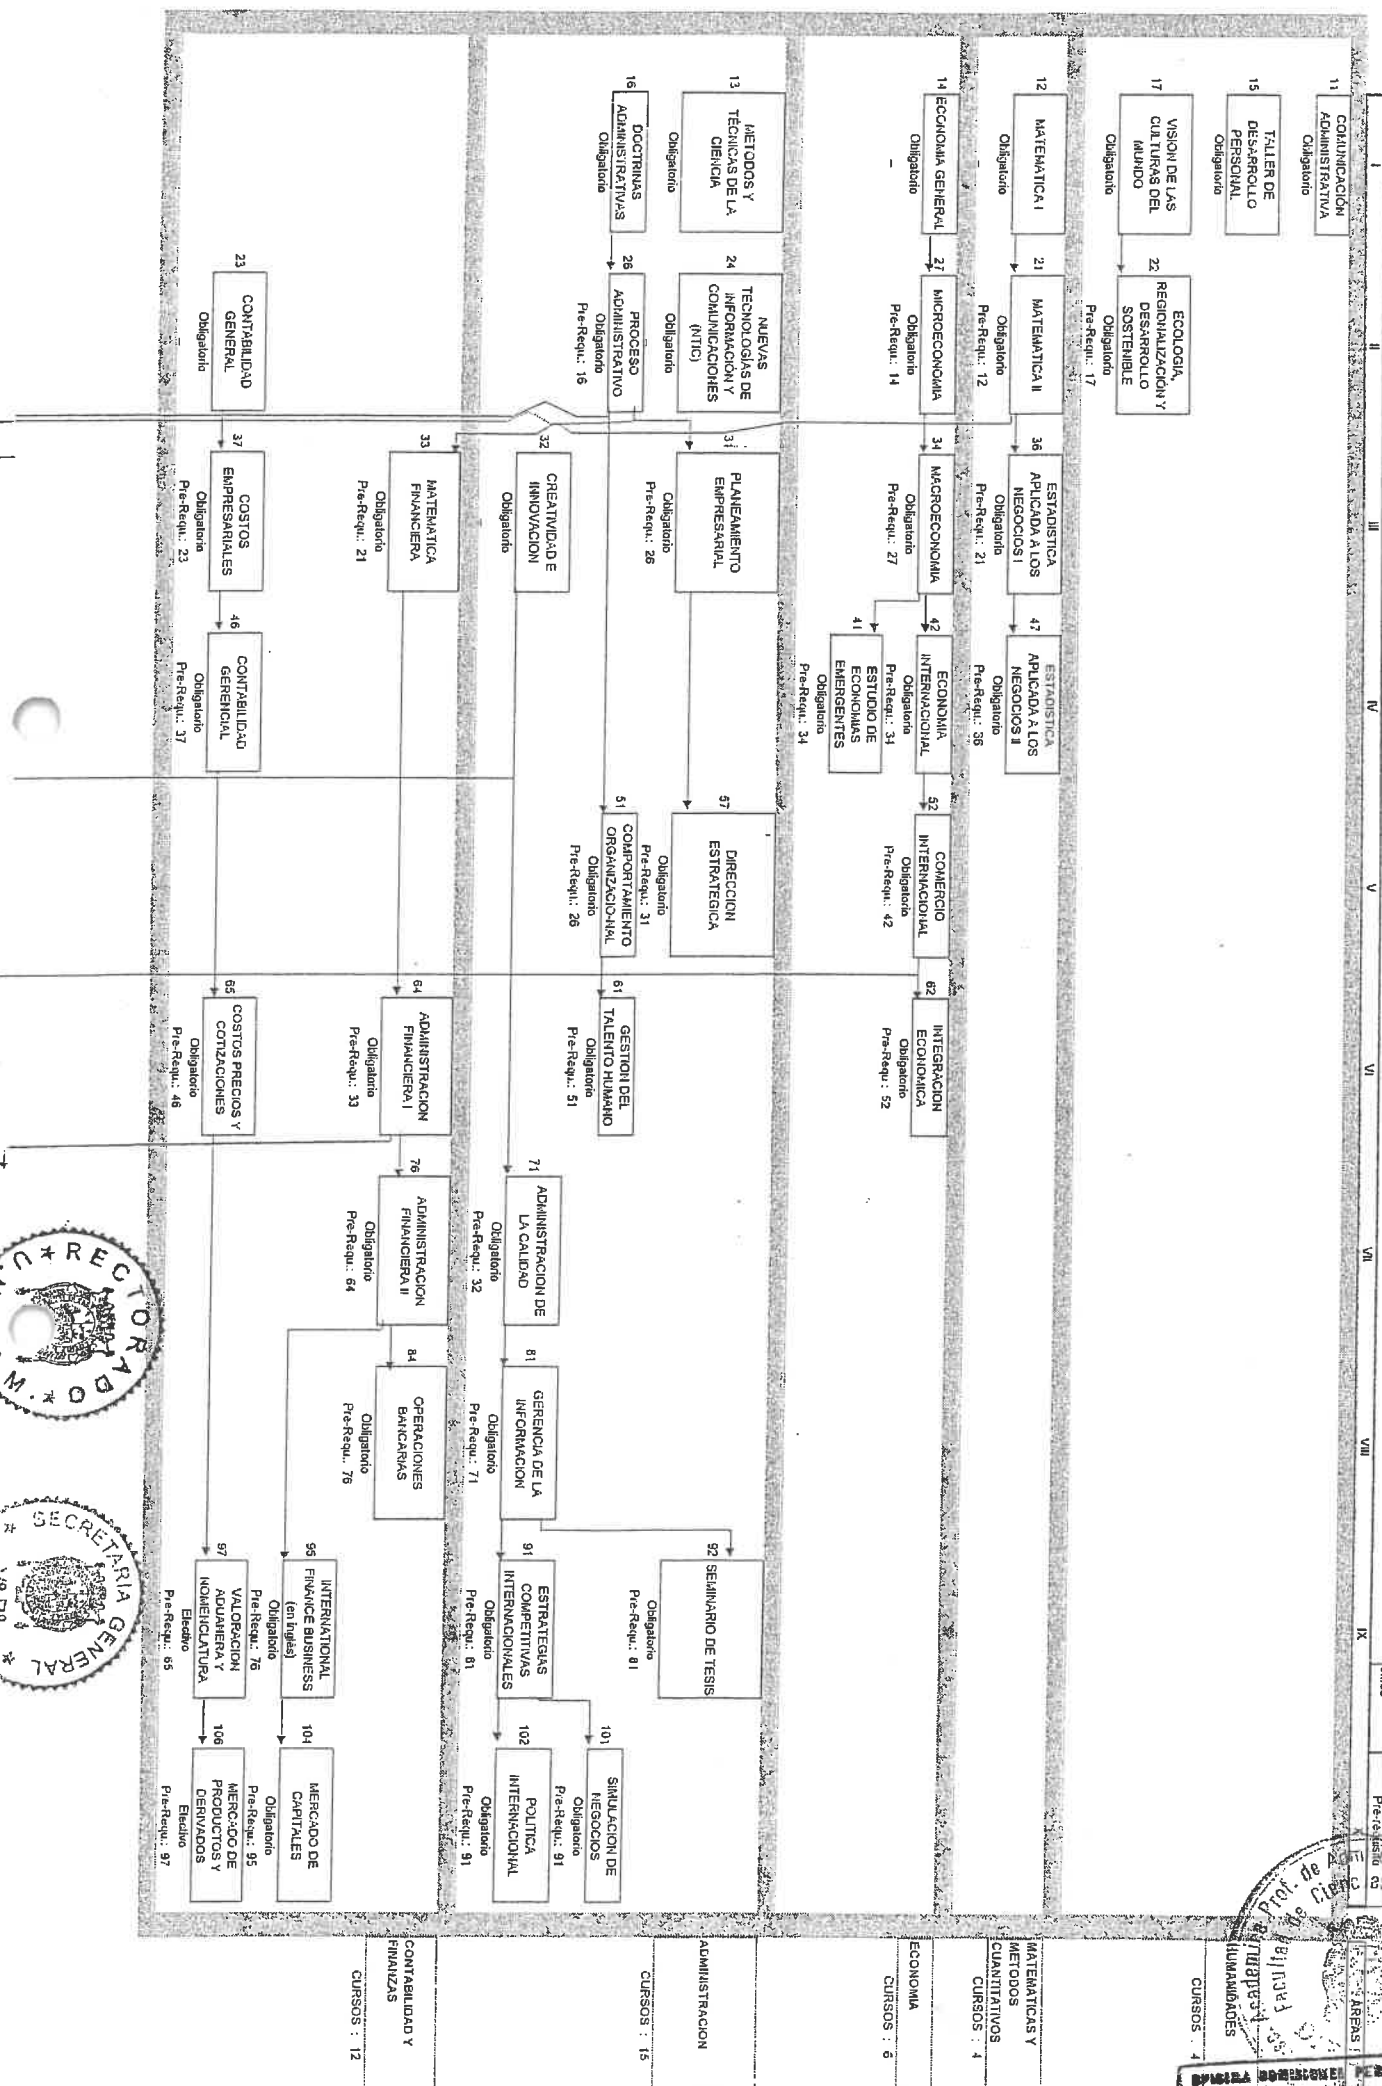 I
II
III
IV
V
VI
VII
VIII
IX
X
AREAS
11
COMUNICACIÓN
ADMINISTRATIVA
Obligatorio
15
TALLER DE
DESARROLLO
PERSONAL
Obligatorio
17
VISION DE LAS
CULTURAS DEL
MUNDO
Obligatorio
22
ECOLOGIA,
REGIONALIZACIÓN Y
DESARROLLO
SOSTENIBLE
Obligatorio
Pre-Requ.: 17
HUMANIDADES
CURSOS : 4
12
MATEMATICA I
Obligatorio
21
MATEMATICA II
Obligatorio
Pre-Requ.: 12
36
ESTADISTICA
APLICADA A LOS
NEGOCIOS I
Obligatorio
Pre-Requ.: 21
47
ESTADISTICA
APLICADA A LOS
NEGOCIOS II
Obligatorio
Pre-Requ.: 36
MATEMATICAS Y
METODOS
CUANTITATIVOS
CURSOS : 4
14
ECONOMIA GENERAL
Obligatorio
27
MICROECONOMIA
Obligatorio
Pre-Requ.: 14
34
MACROECONOMIA
Obligatorio
Pre-Requ.: 27
42
ECONOMIA
INTERNACIONAL
Obligatorio
Pre-Requ.: 34
41
ESTUDIO DE
ECONOMIAS
EMERGENTES
Obligatorio
Pre-Requ.: 34
52
COMERCIO
INTERNACIONAL
Obligatorio
Pre-Requ.: 42
62
INTEGRACION
ECONOMICA
Obligatorio
Pre-Requ.: 52
ECONOMIA
CURSOS : 6
13
METODOS Y
TÉCNICAS DE LA
CIENCIA
Obligatorio
24
NUEVAS
TECNOLOGÍAS DE
INFORMACIÓN Y
COMUNICACIONES
(NTIC)
Obligatorio
31
PLANEAMIENTO
EMPRESARIAL
Obligatorio
Pre-Requ.: 26
57
DIRECCION
ESTRATEGICA
Obligatorio
Pre-Requ.: 31
92
SEMINARIO DE TESIS
Obligatorio
Pre-Requ.: 81
16
DOCTRINAS
ADMINISTRATIVAS
Obligatorio
26
PROCESO
ADMINISTRATIVO
Obligatorio
Pre-Requ.: 16
51
COMPORTAMIENTO
ORGANIZACIO-NAL
Obligatorio
Pre-Requ.: 26
61
GESTION DEL
TALENTO HUMANO
Obligatorio
Pre-Requ.: 51
101
SIMULACION DE
NEGOCIOS
Obligatorio
Pre-Requ.: 91
32
CREATIVIDAD E
INNOVACION
Obligatorio
71
ADMINISTRACION DE
LA CALIDAD
Obligatorio
Pre-Requ.: 32
81
GERENCIA DE LA
INFORMACION
Obligatorio
Pre-Requ.: 71
91
ESTRATEGIAS
COMPETITIVAS
INTERNACIONALES
Obligatorio
Pre-Requ.: 81
102
POLITICA
INTERNACIONAL
Obligatorio
Pre-Requ.: 91
ADMINISTRACION
CURSOS : 15
33
MATEMATICA
FINANCIERA
Obligatorio
Pre-Requ.: 21
64
ADMINISTRACION
FINANCIERA I
Obligatorio
Pre-Requ.: 33
76
ADMINISTRACION
FINANCIERA II
Obligatorio
Pre-Requ.: 64
84
OPERACIONES
BANCARIAS
Obligatorio
Pre-Requ.: 76
95
INTERNATIONAL
FINANCE BUSINESS
(en Inglés)
Obligatorio
Pre-Requ.: 76
104
MERCADO DE
CAPITALES
Obligatorio
Pre-Requ.: 95
23
CONTABILIDAD
GENERAL
Obligatorio
37
COSTOS
EMPRESARIALES
Obligatorio
Pre-Requ.: 23
46
CONTABILIDAD
GERENCIAL
Obligatorio
Pre-Requ.: 37
65
COSTOS PRECIOS Y
COTIZACIONES
Obligatorio
Pre-Requ.: 46
97
VALORACION
ADUANERA Y
NOMENCLATURA
Electivo
Pre-Requ.: 65
106
MERCADO DE
PRODUCTOS Y
DERIVADOS
Electivo
Pre-Requ.: 97
CONTABILIDAD Y
FINANZAS
CURSOS : 12
RECTORADO
SECRETARIA GENERAL